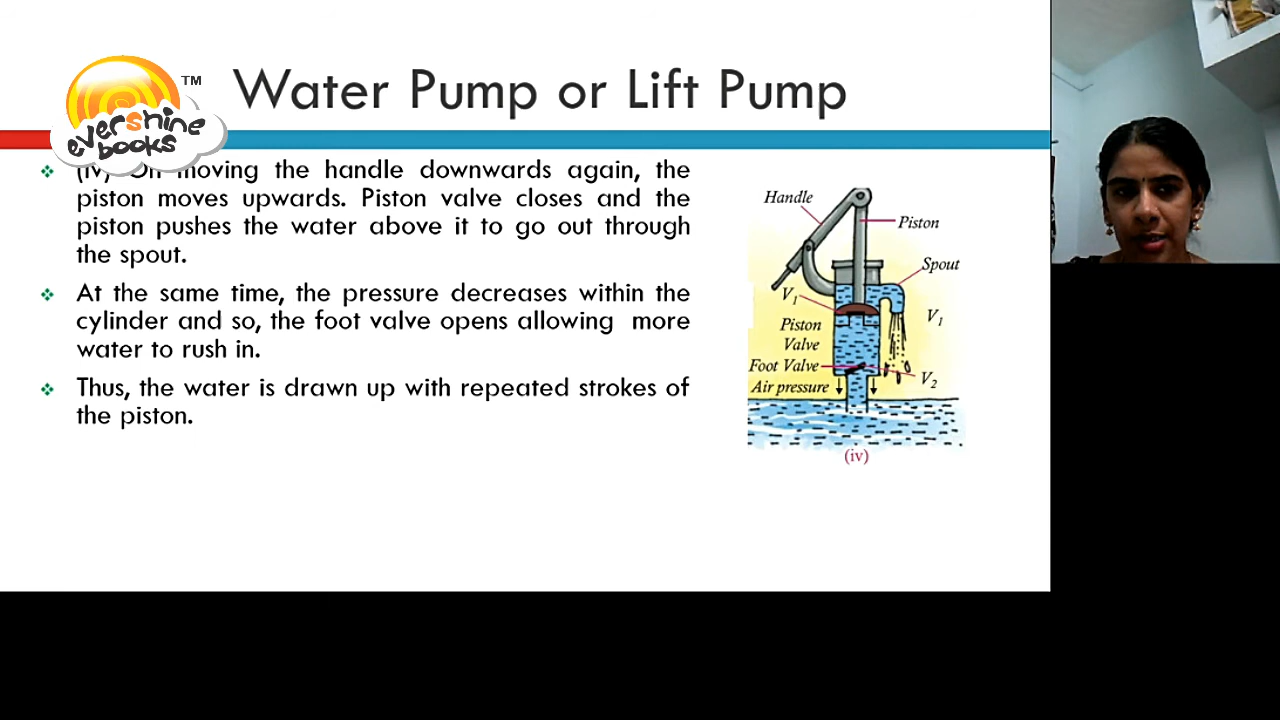 Water Pump or Lift Pump
TM
evershine
books
(iv) On moving the handle downwards again, the
piston moves upwards. Piston valve closes and the
piston pushes the water above it to go out through
the spout.
At the same time, the pressure decreases within the
cylinder and so, the foot valve opens allowing more
water to rush in.
Thus, the water is drawn up with repeated strokes of
the piston.
Handle
Piston
Spout
V1
V1
Piston
Valve
Foot Valve
V2
Air pressure
(iv)